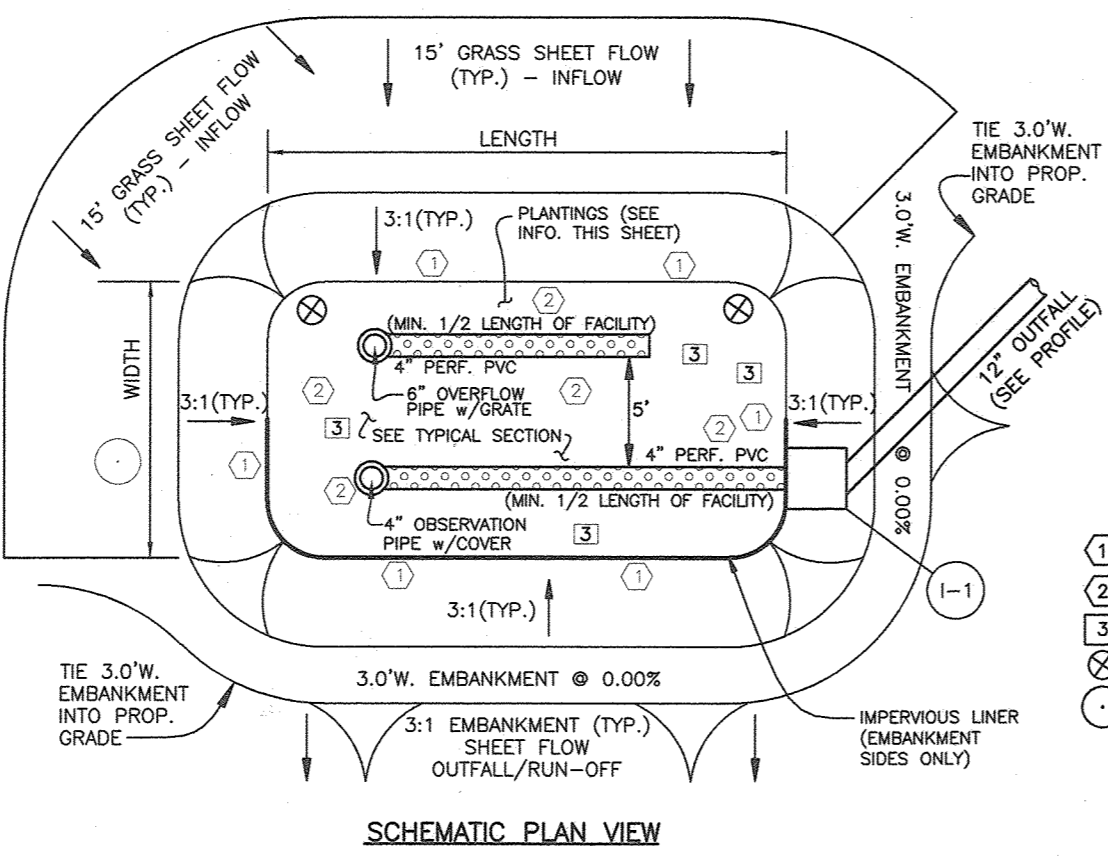 15' GRASS SHEET FLOW
(TYP.) - INFLOW
15' GRASS SHEET FLOW
(TYP.) - INFLOW
LENGTH
TIE 3.0'W.
EMBANKMENT
INTO PROP.
GRADE
3:1(TYP.)
PLANTINGS (SEE
INFO. THIS SHEET)
1
1
2
(MIN. 1/2 LENGTH OF FACILITY)
4" PERF. PVC
3
3
3.0'W. EMBANKMENT @ 0.00%
12" OUTFALL
(SEE PROFILE)
WIDTH
2
6" OVERFLOW
PIPE w/GRATE
2
5'
3:1(TYP.)
3
SEE TYPICAL SECTION
2
1
3:1(TYP.)
1
4" PERF. PVC
2
(MIN. 1/2 LENGTH OF FACILITY)
4" OBSERVATION
PIPE w/COVER
3
1
1
3:1(TYP.)
I-1
1
2
3
TIE 3.0'W.
EMBANKMENT
INTO PROP.
GRADE
3.0'W. EMBANKMENT @ 0.00%
3:1 EMBANKMENT (TYP.)
SHEET FLOW
OUTFALL/RUN-OFF
IMPERVIOUS LINER
(EMBANKMENT
SIDES ONLY)
SCHEMATIC PLAN VIEW